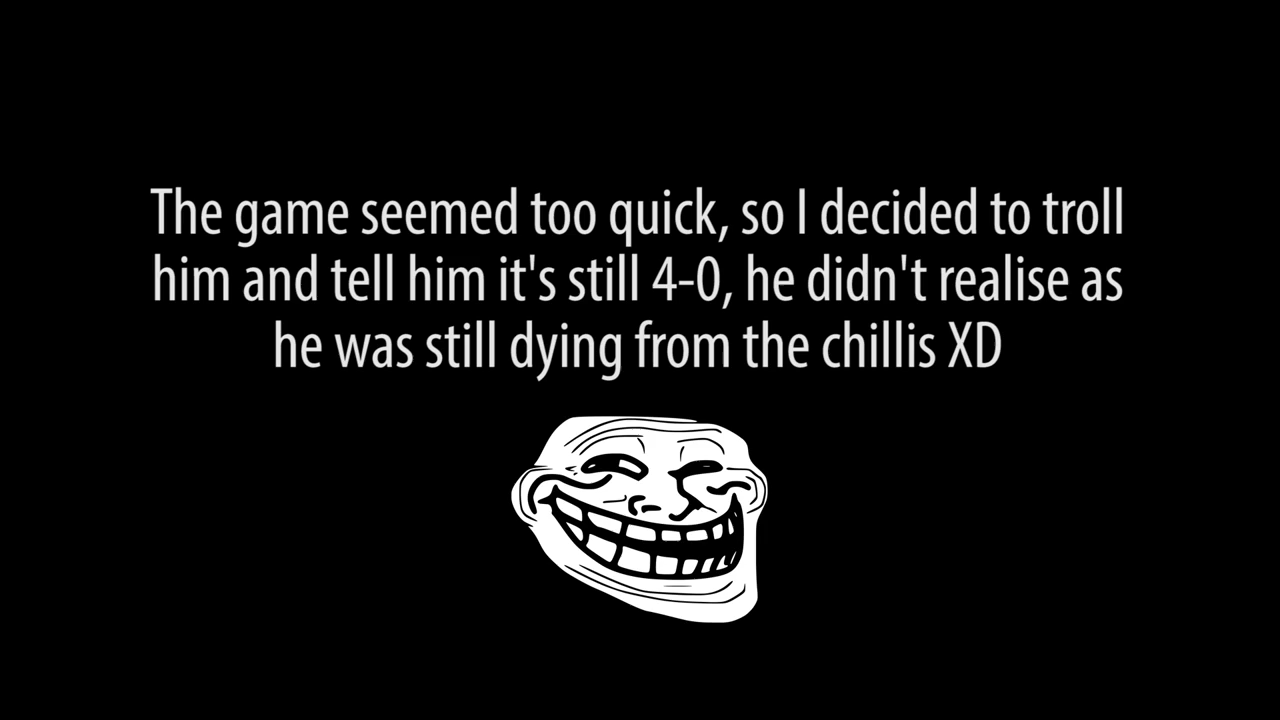 The game seemed too quick, so I decided to troll
him and tell him it's still 4-0, he didn't realise as
he was still dying from the chillis XD